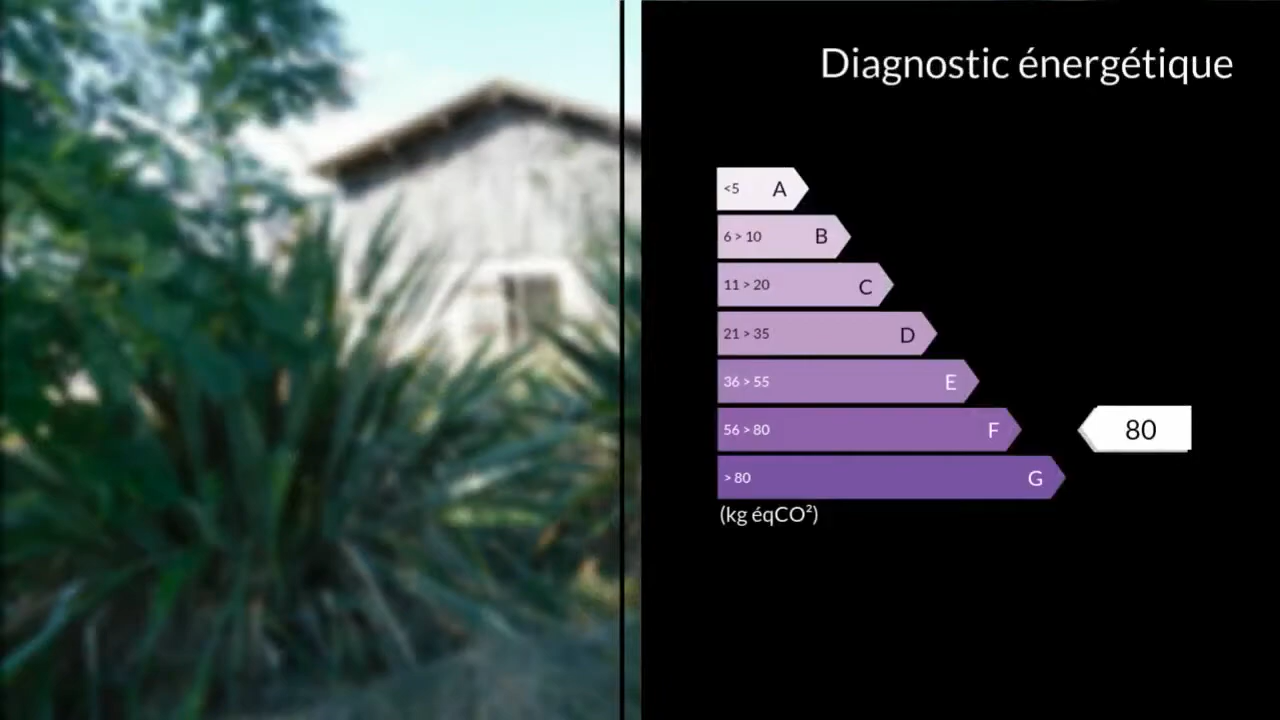 Diagnostic énergétique
<5 A
6 > 10 B
11 > 20 C
21 > 35 D
36 > 55 E
56 > 80 F 80
> 80 G
(kg éqCO²)